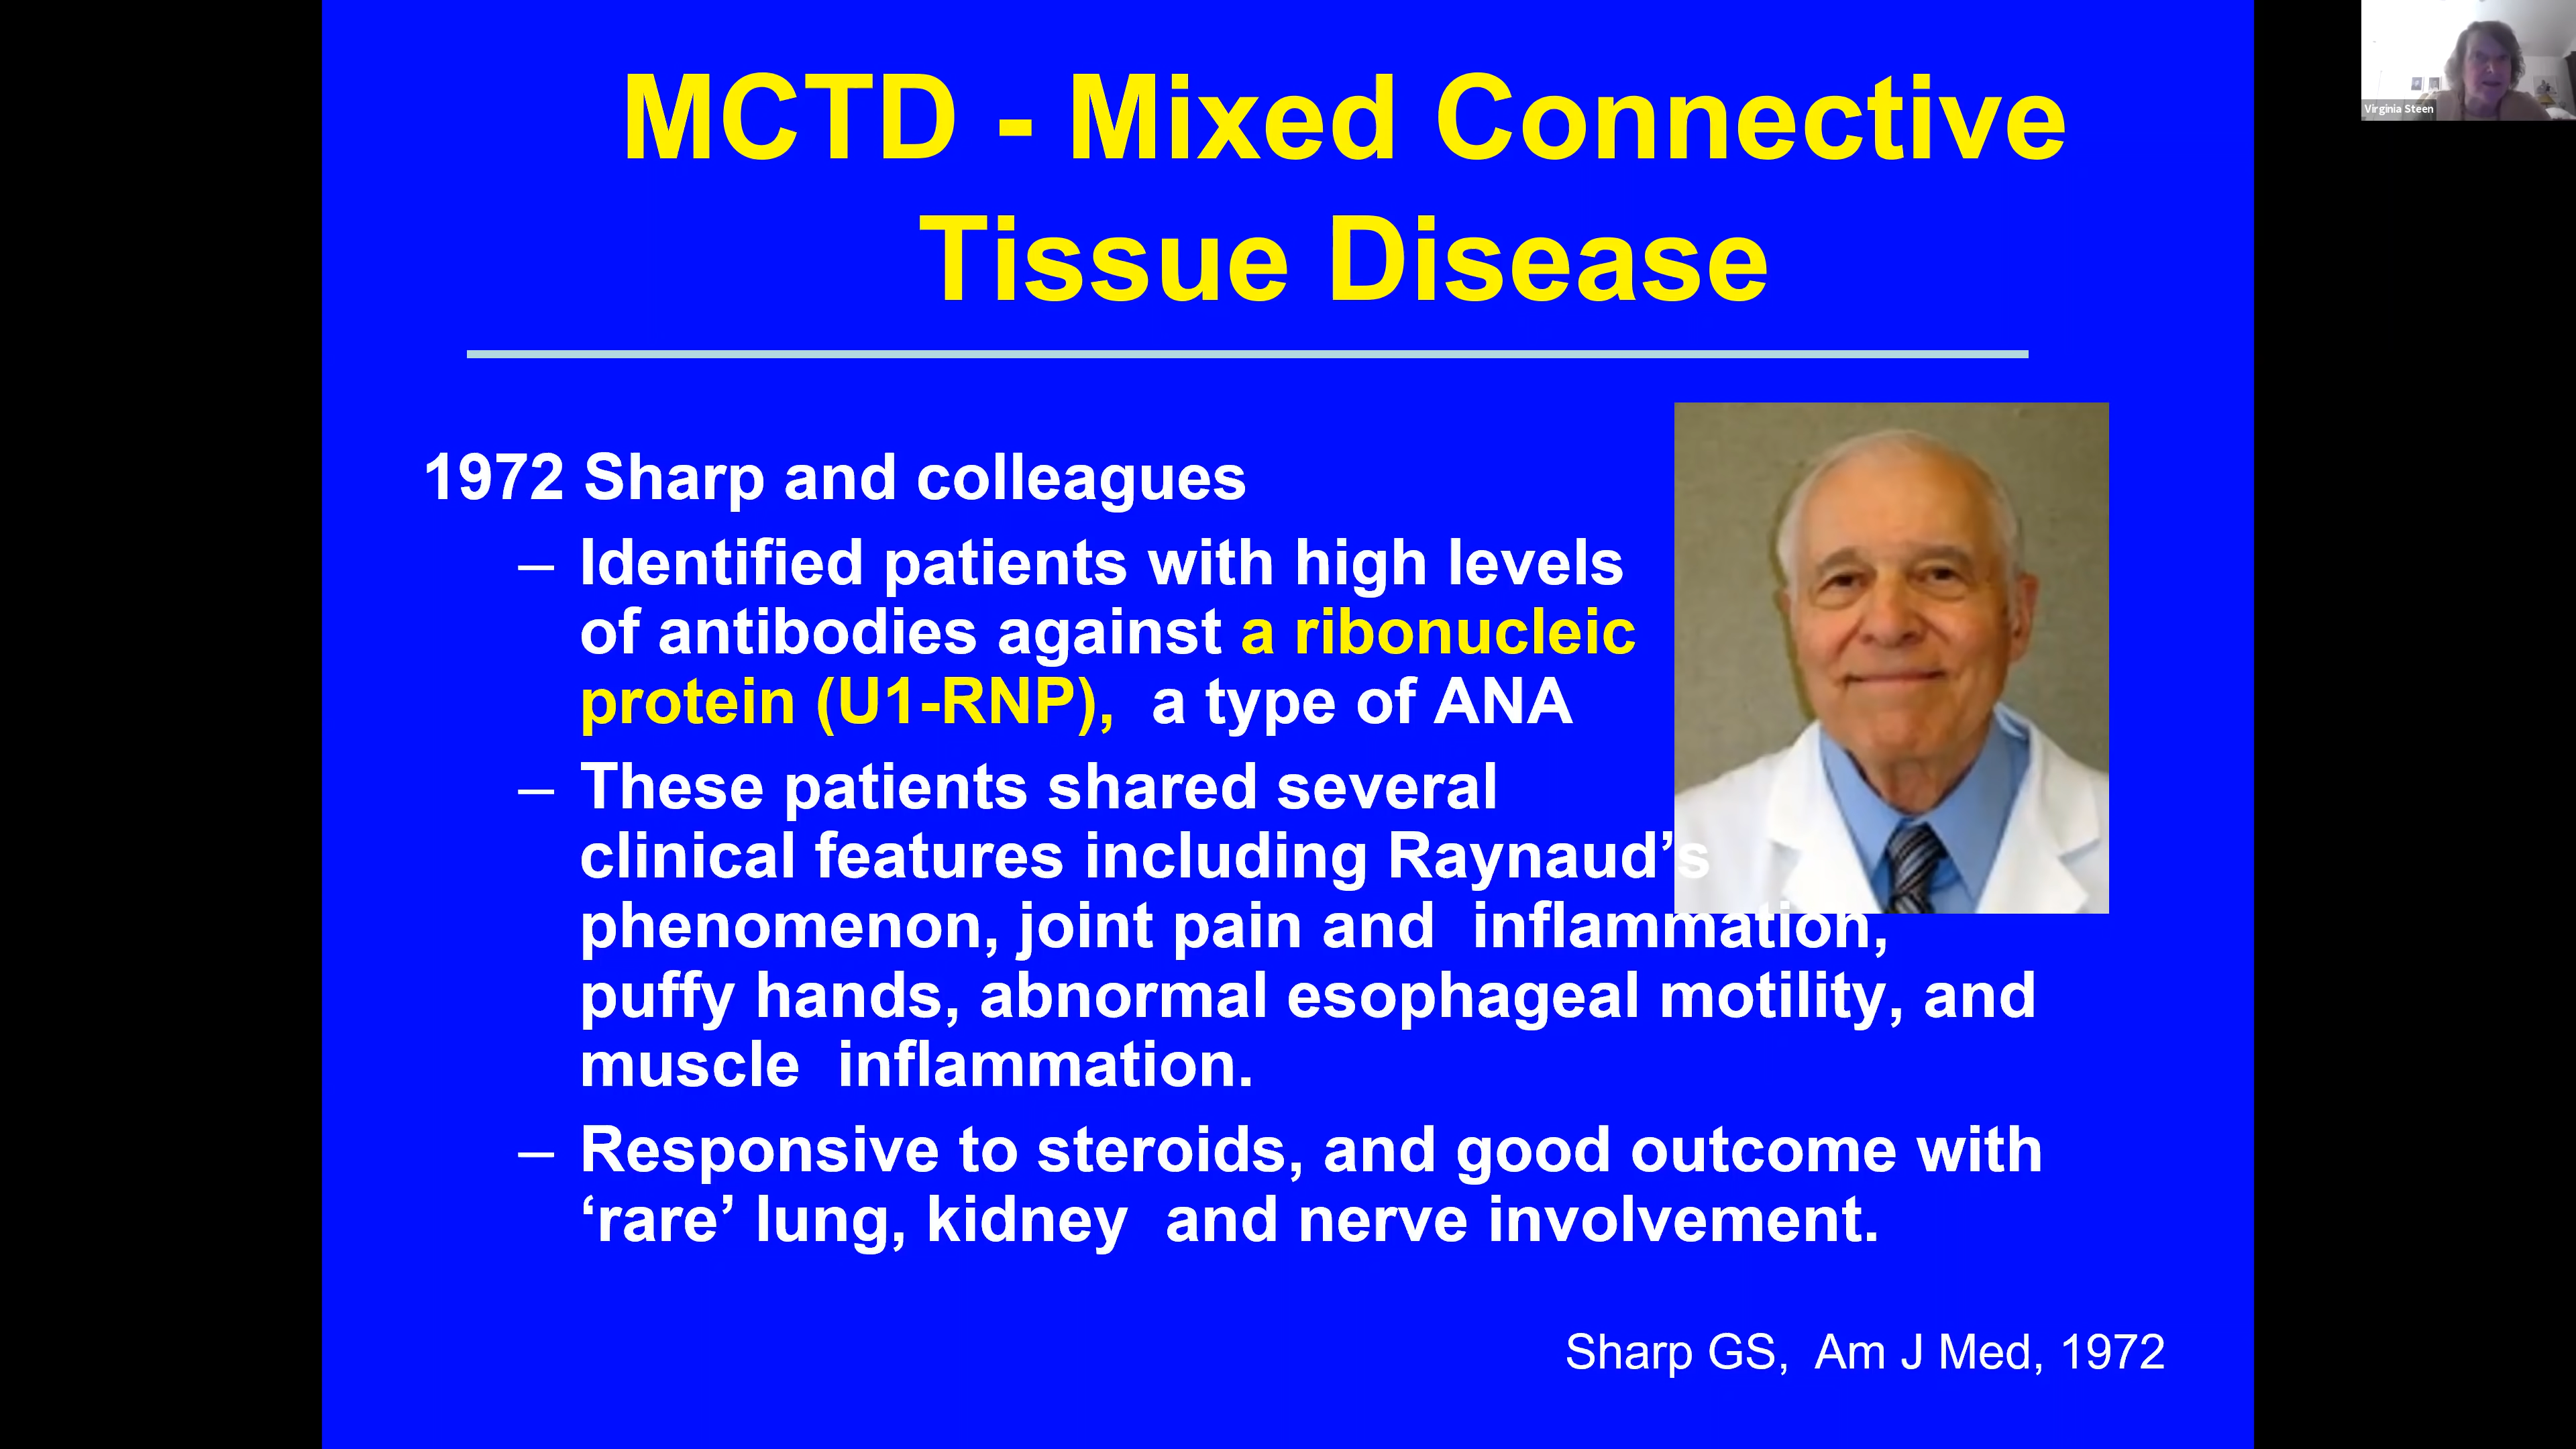 MCTD - Mixed Connective
Tissue Disease
Virginia Steen
1972 Sharp and colleagues
– Identified patients with high levels
of antibodies against a ribonucleic
protein (U1-RNP),  a type of ANA
– These patients shared several
clinical features including Raynaud’s
phenomenon, joint pain and  inflammation,
puffy hands, abnormal esophageal motility, and
muscle  inflammation.
– Responsive to steroids, and good outcome with
‘rare’ lung, kidney  and nerve involvement.
Sharp GS,  Am J Med, 1972